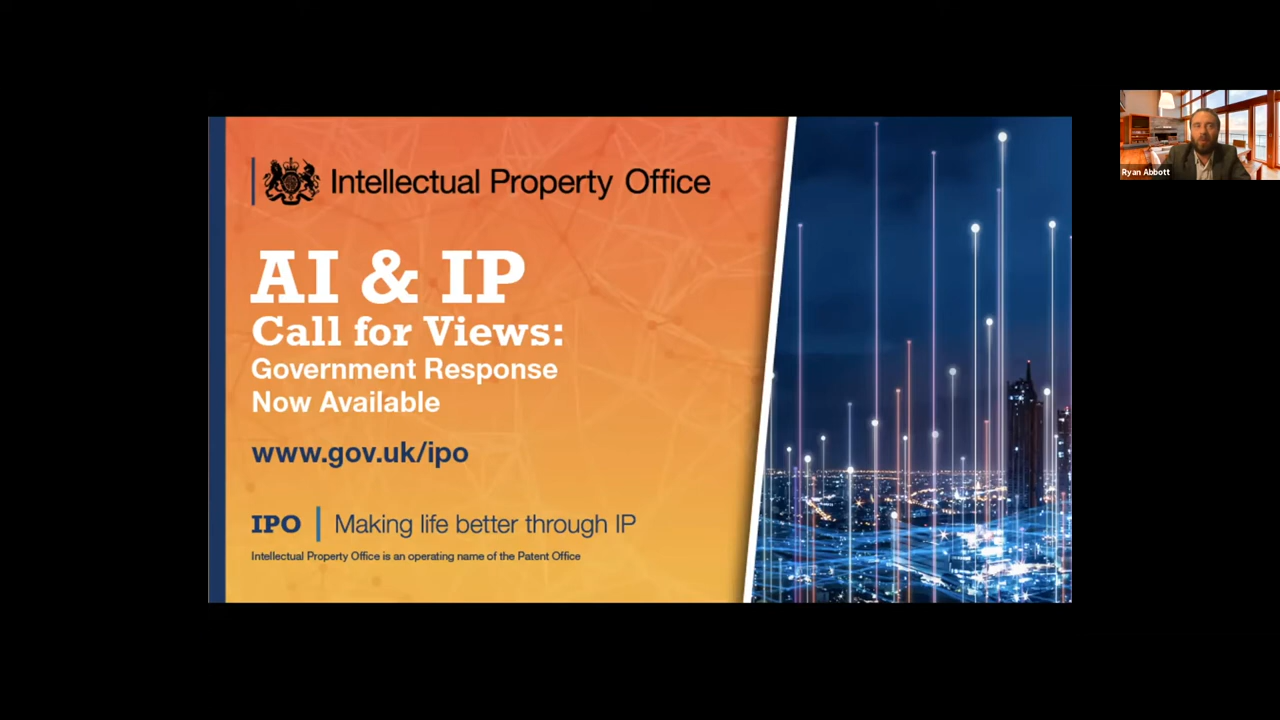 Intellectual Property Office
AI & IP
Call for Views:
Government Response
Now Available
www.gov.uk/ipo
IPO | Making life better through IP
Intellectual Property Office is an operating name of the Patent Office
Ryan Abbott